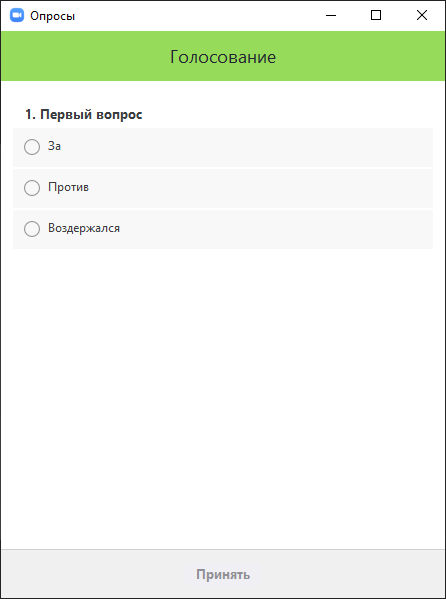 Опросы
Голосование
1. Первый вопрос
За
Против
Воздержался
Принять